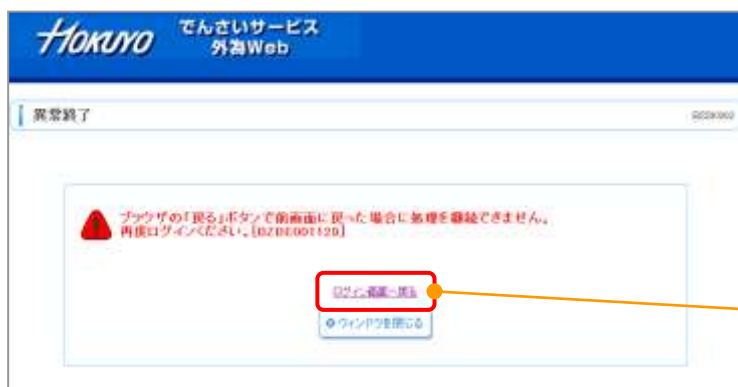 HOKUYO でんさいサービス
外為Web
異常終了
ブラウザの「戻る」ボタンで前画面に戻った場合に処理を継続できません。
再度ログインください。
ログイン画面へ戻る
ウィンドウを閉じる